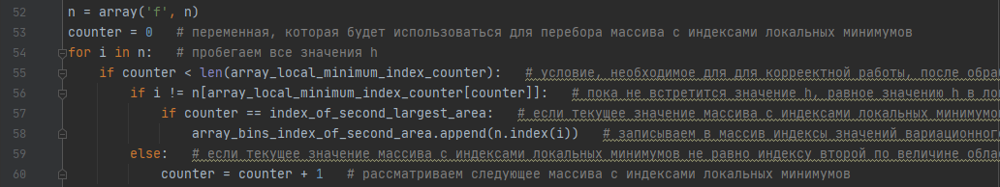 52 n = array('f', n)
53 counter = 0 # переменная, которая будет использоваться для перебора массива с индексами локальных минимумов
54 for i in n: # пробегаем все значения h
55 if counter < len(array_local_minimum_index_counter): # условие, необходимое для для корреектной работы, после обра
56 if i != n[array_local_minimum_index_counter[counter]]: # пока не встретится значение h, равное значению h в ло
57 if counter == index_of_second_largest_area: # если текущее значение массива с индексами локальных минимумо
58 array_bins_index_of_second_area.append(n.index(i)) # записываем в массив индексы значений вариационног
59 else: # если текущее значение массива с индексами локальных минимумов не равно индексу второй по величине обла
60 counter = counter + 1 # рассматриваем следующее массива с индексами локальных минимумов